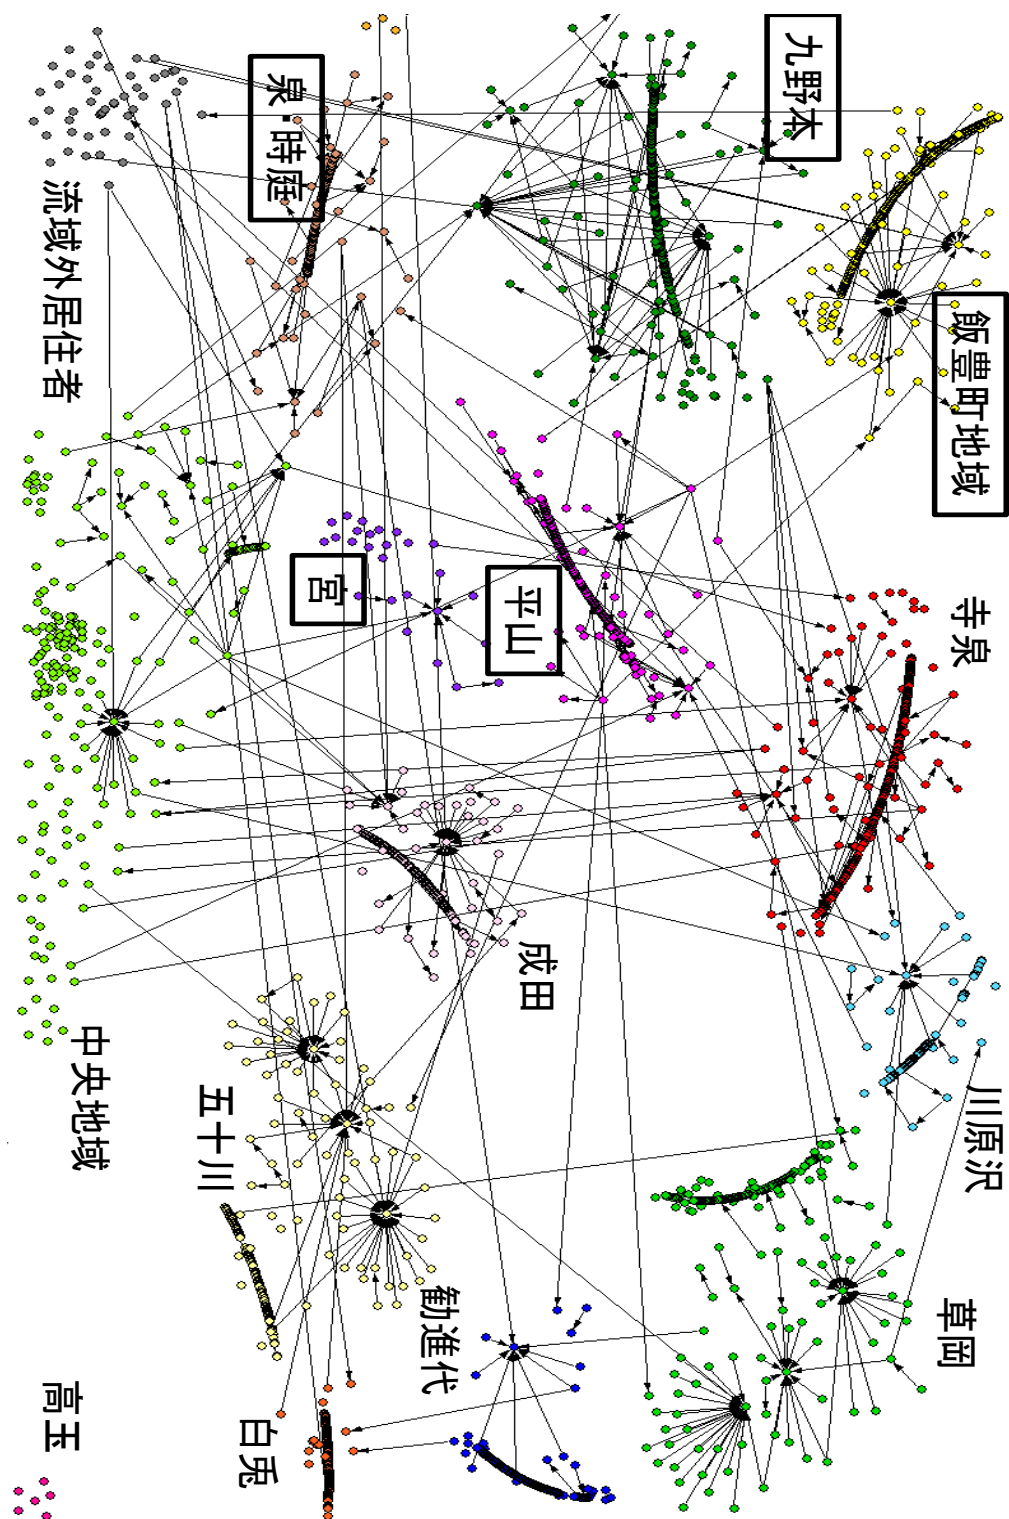 九野本
泉・時庭
流域外居住者
飯豊町地域
宮
平山
寺泉
成田
中央地域
五十川
川原沢
勧進代
草岡
高玉
白兎